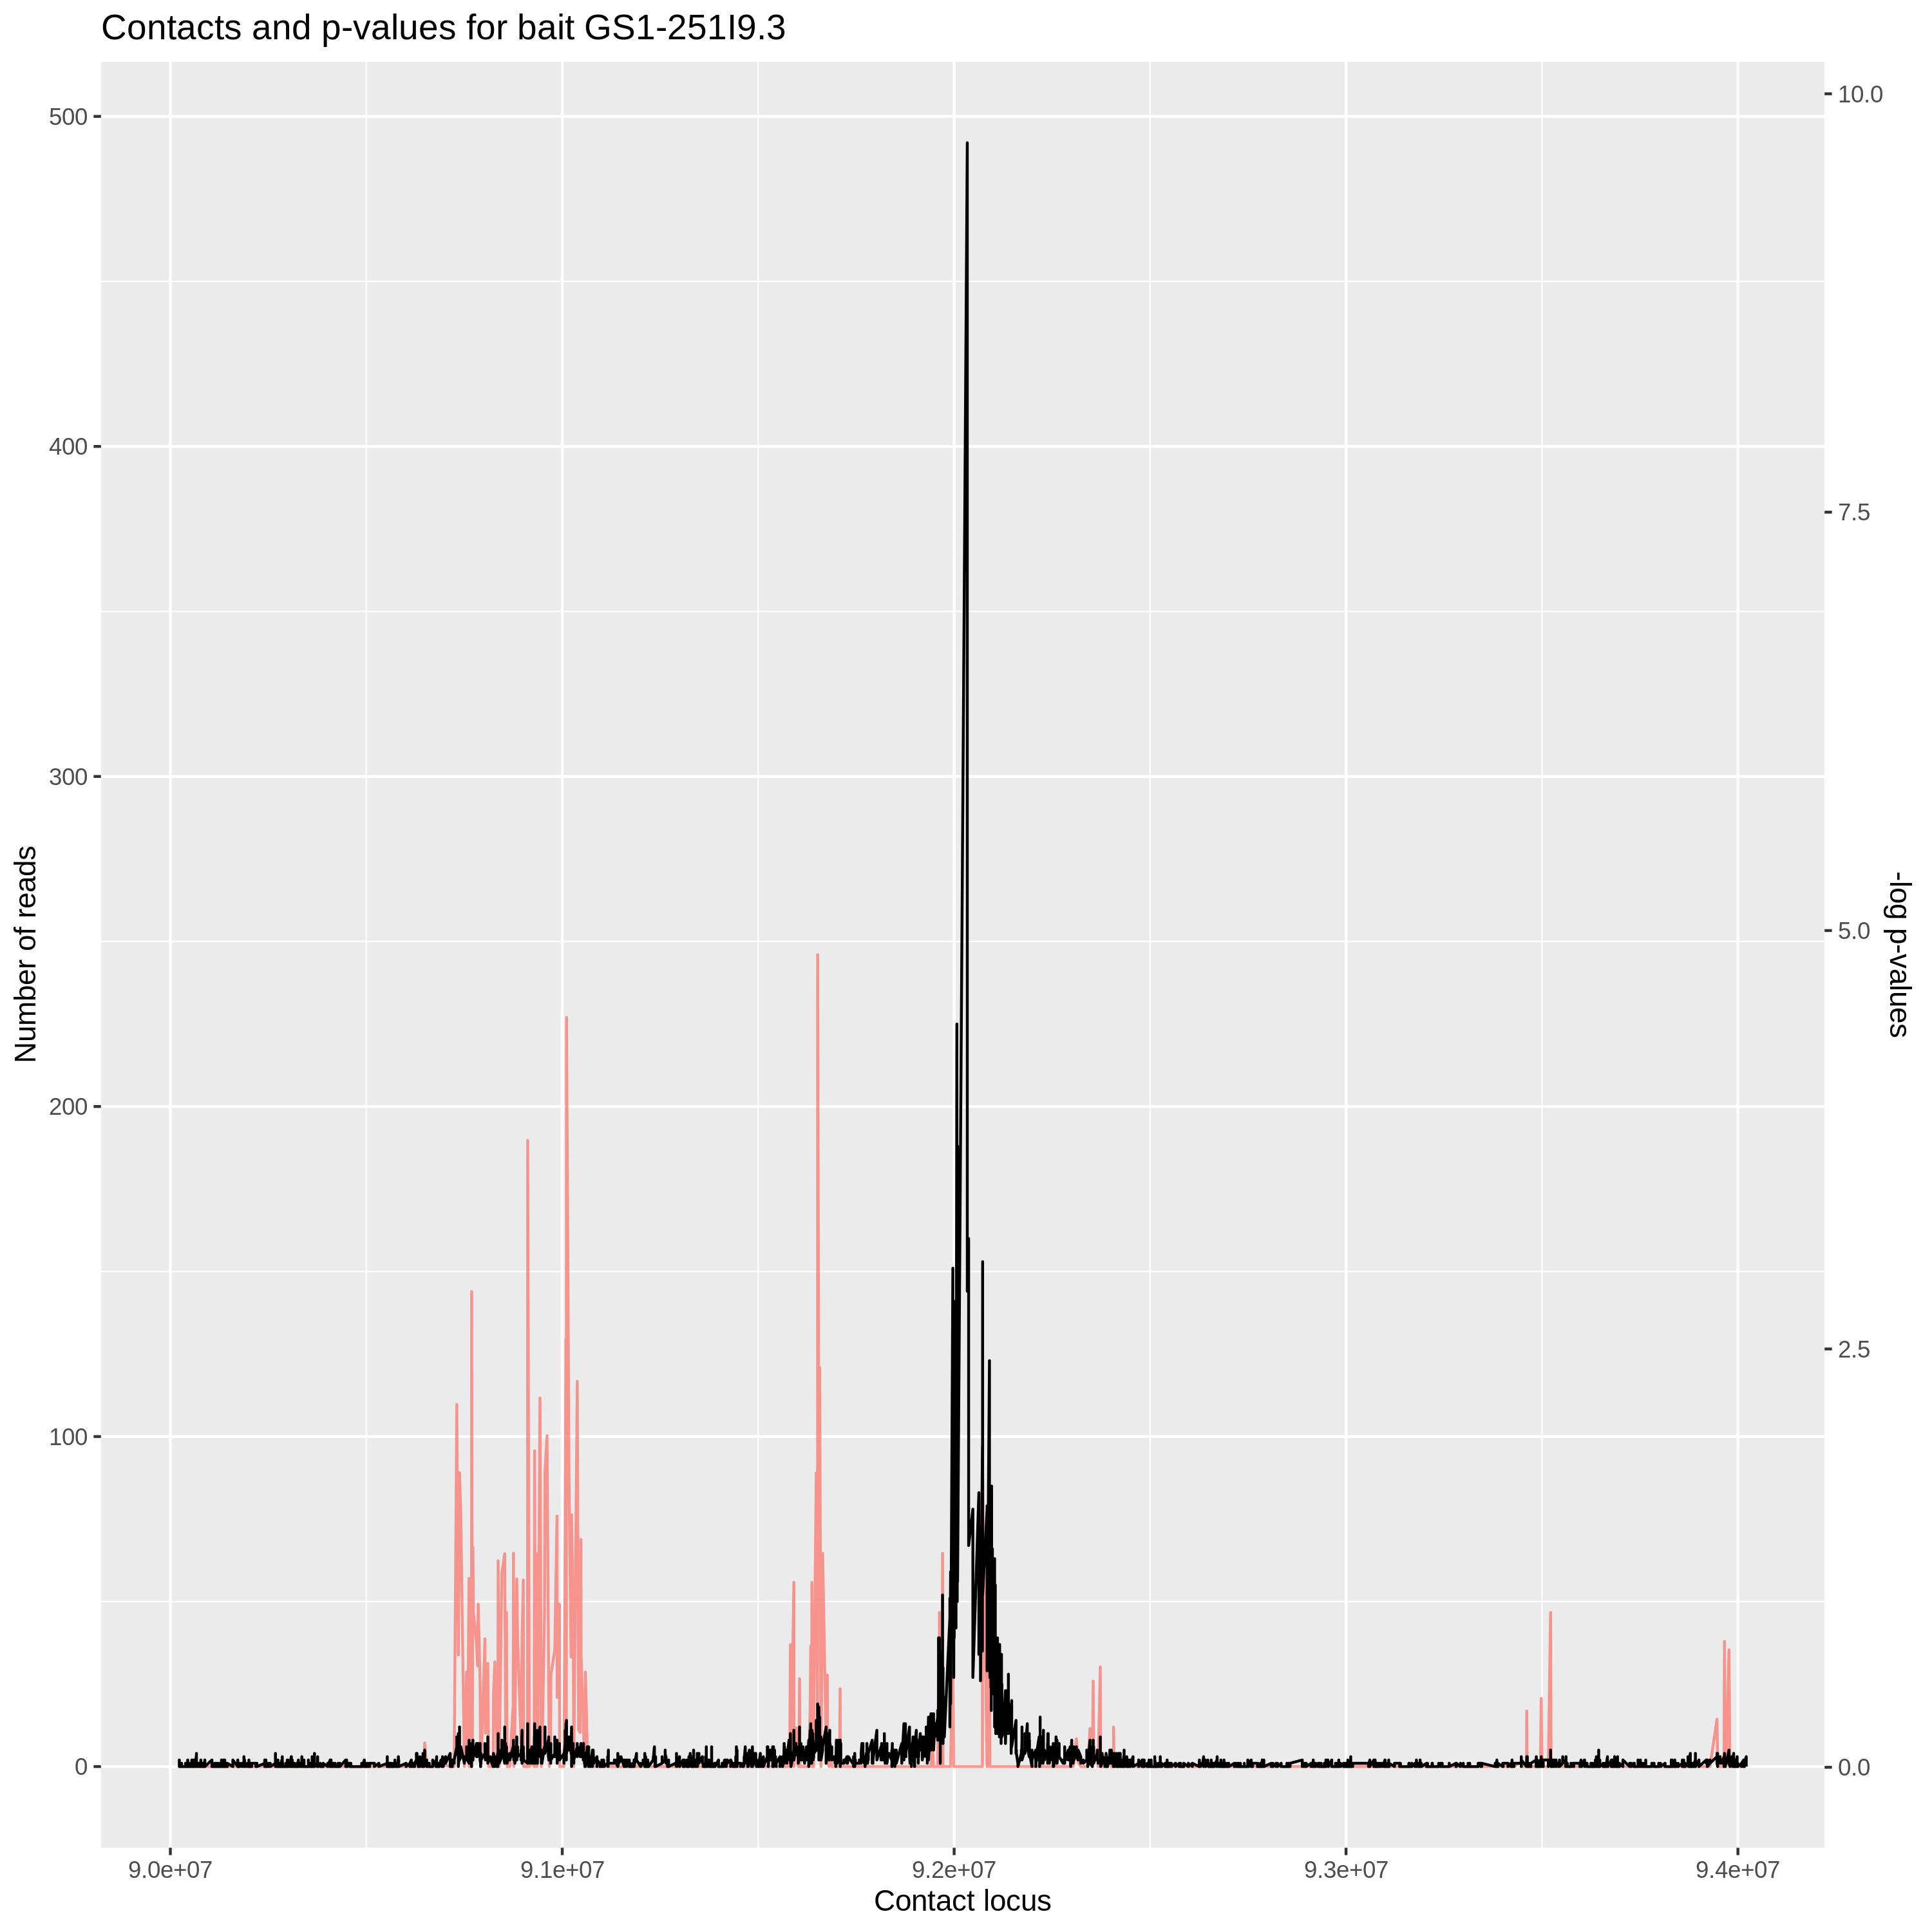 Contacts and p-values for bait GS1-251I9.3
500
400
300
200
100
0
Number of reads
10.0
7.5
5.0
2.5
0.0
-log p-values
9.0e+07
9.1e+07
9.2e+07
9.3e+07
9.4e+07
Contact locus